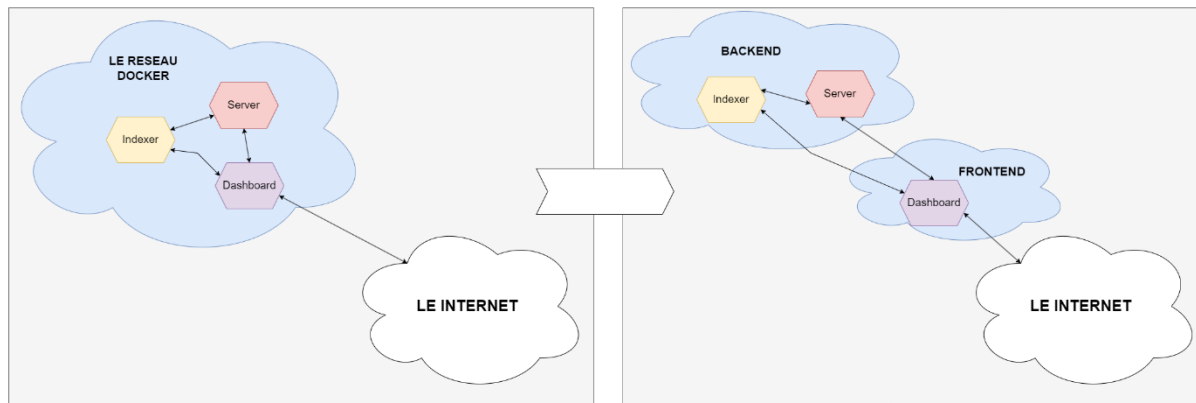 LE RESEAU
DOCKER
Server
Indexer
Dashboard
LE INTERNET
BACKEND
Indexer
Server
FRONTEND
Dashboard
LE INTERNET